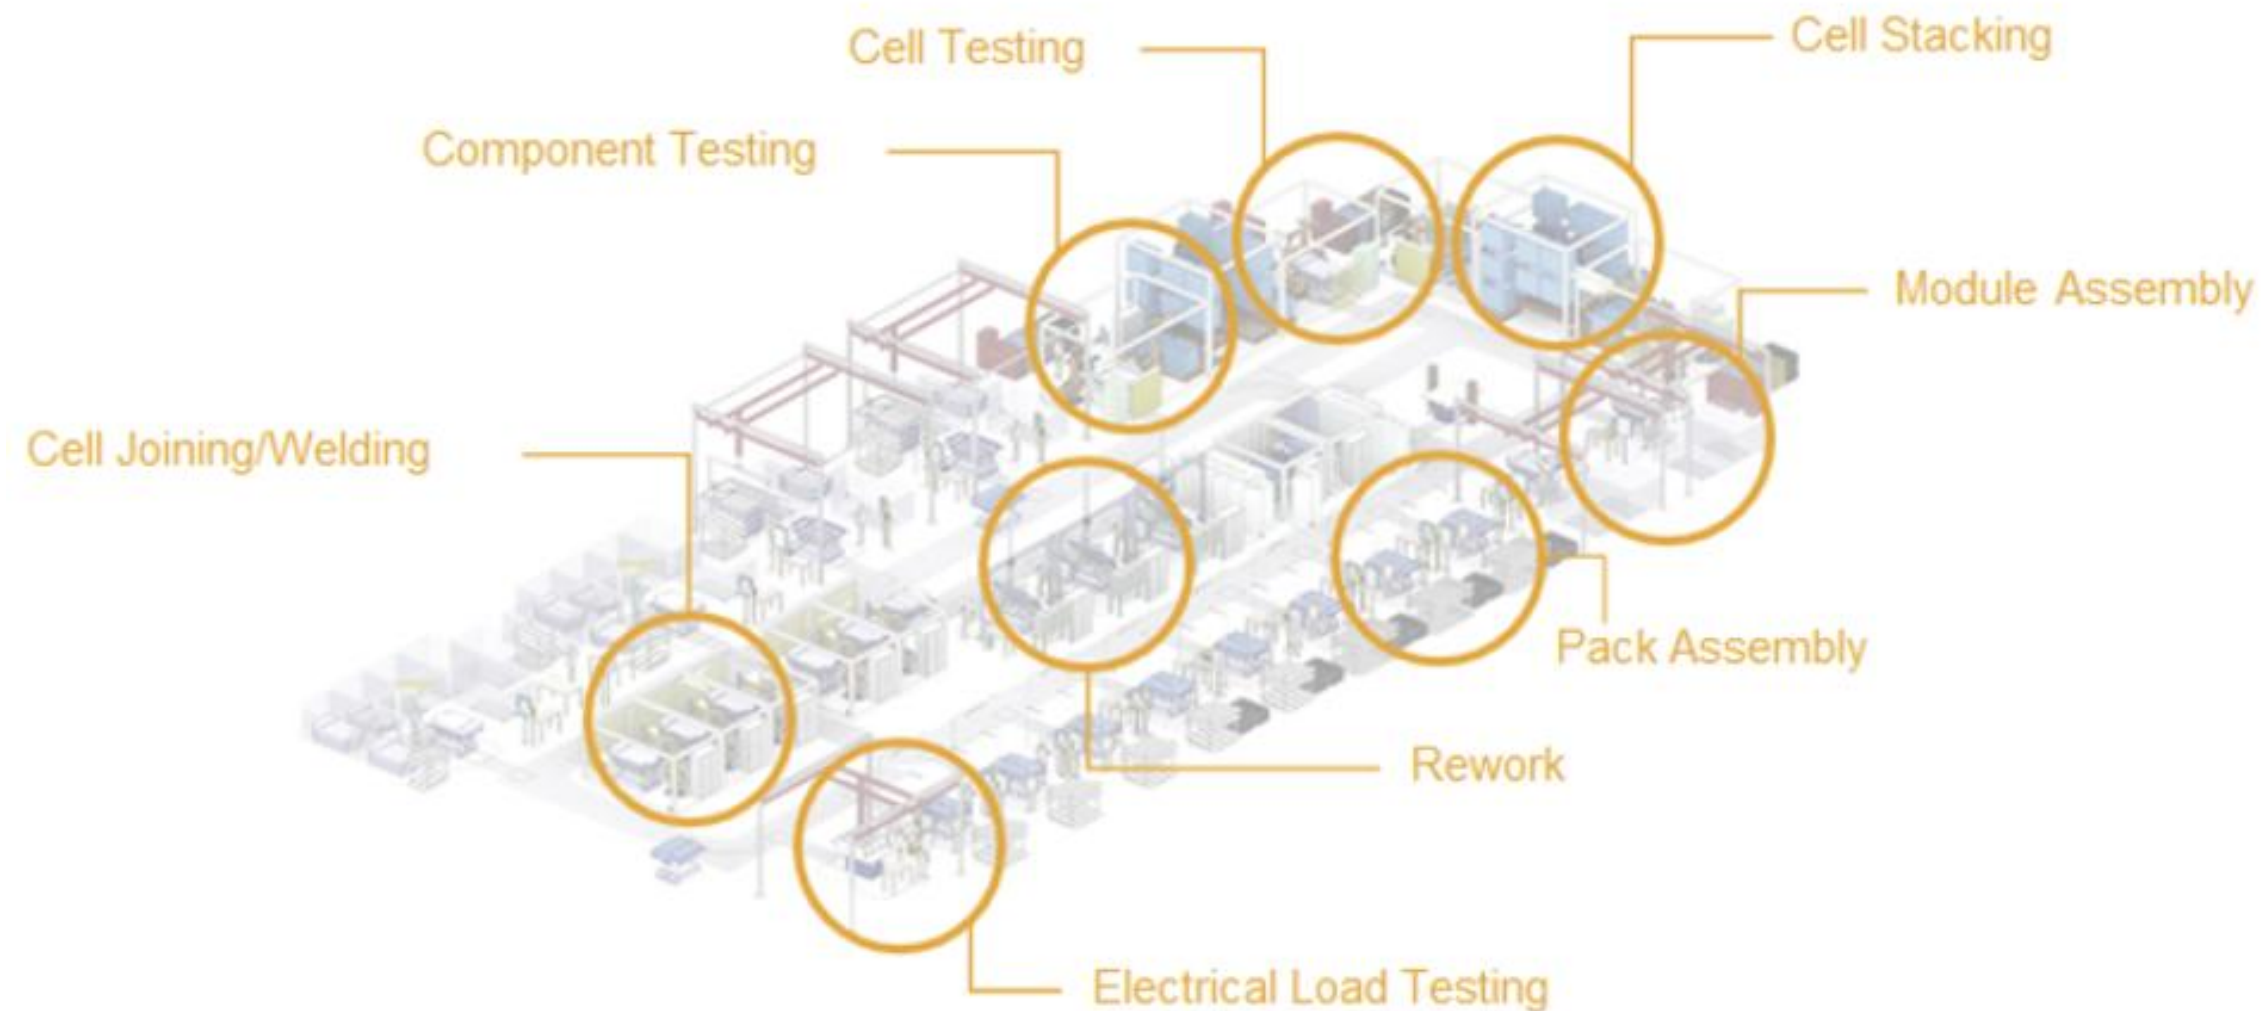 Cell Stacking
Cell Testing
Component Testing
Module Assembly
Cell Joining/Welding
Pack Assembly
Rework
Electrical Load Testing